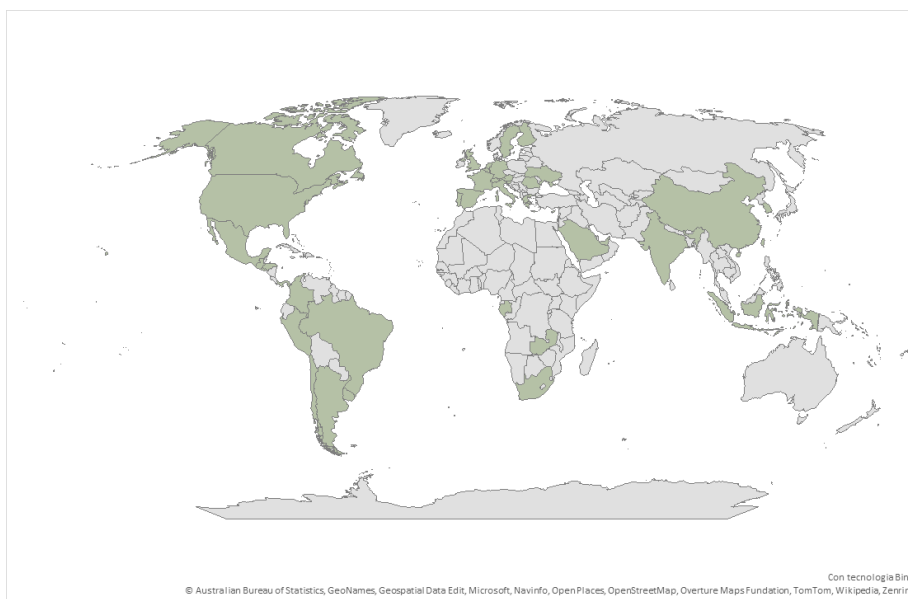 Con tecnologia Bin
© Australian Bureau of Statistics, GeoNames, Geospatial Data Edit, Microsoft, Navinfo, Open Places, OpenStreetMap, Overture Maps Fundation, TomTom, Wikipedia, Zenrin